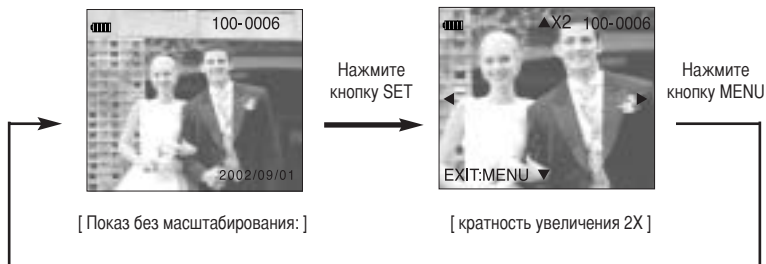 100-0006
2002/09/01
[ Показ без масштабирования: ]
Нажмите
кнопку SET
▲X2 100-0006
EXIT:MENU ▼
[ кратность увеличения 2X ]
Нажмите
кнопку MENU